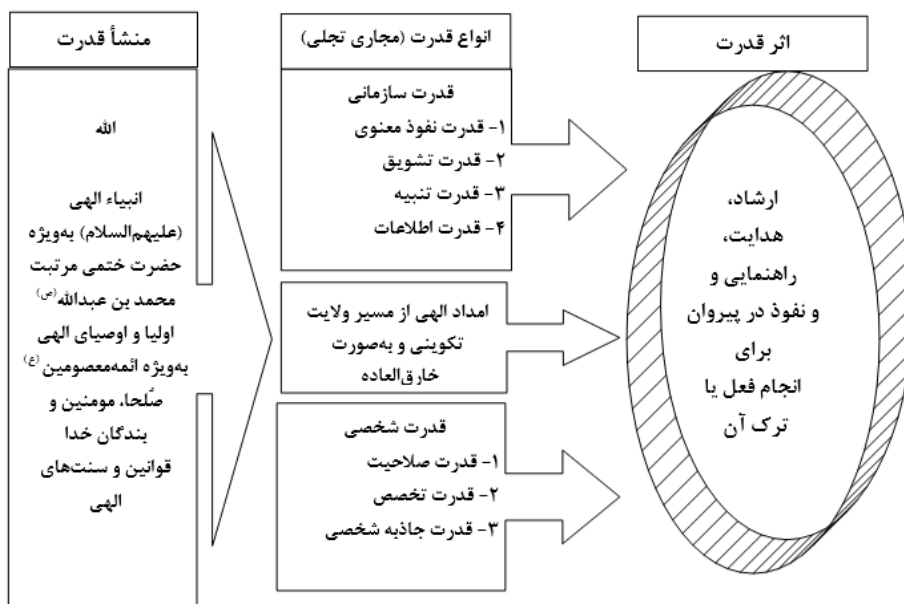 منشأ قدرت
الله
انبیاء الهی
(علیهم‌السلام) به‌ویژه
حضرت ختمی مرتبت
محمد بن عبدالله(ص)
اولیا و اوصیای الهی
به‌ویژه ائمه‌معصومین (ع)
صلُحا، مومنین و
بندگان خدا
قوانین و سنت‌های
الهی
انواع قدرت (مجاری تجلی)
قدرت سازمانی
۱- قدرت نفوذ معنوی
۲- قدرت تشویق
۳- قدرت تنبیه
۴- قدرت اطلاعات
امداد الهی از مسیر ولایت
تکوینی و به‌صورت
خارق‌العاده
قدرت شخصی
۱- قدرت صلاحیت
۲- قدرت تخصص
۳- قدرت جاذبه شخصی
اثر قدرت
ارشاد،
هدایت،
راهنمایی و
و نفوذ در پیروان
برای
انجام فعل یا
ترک آن